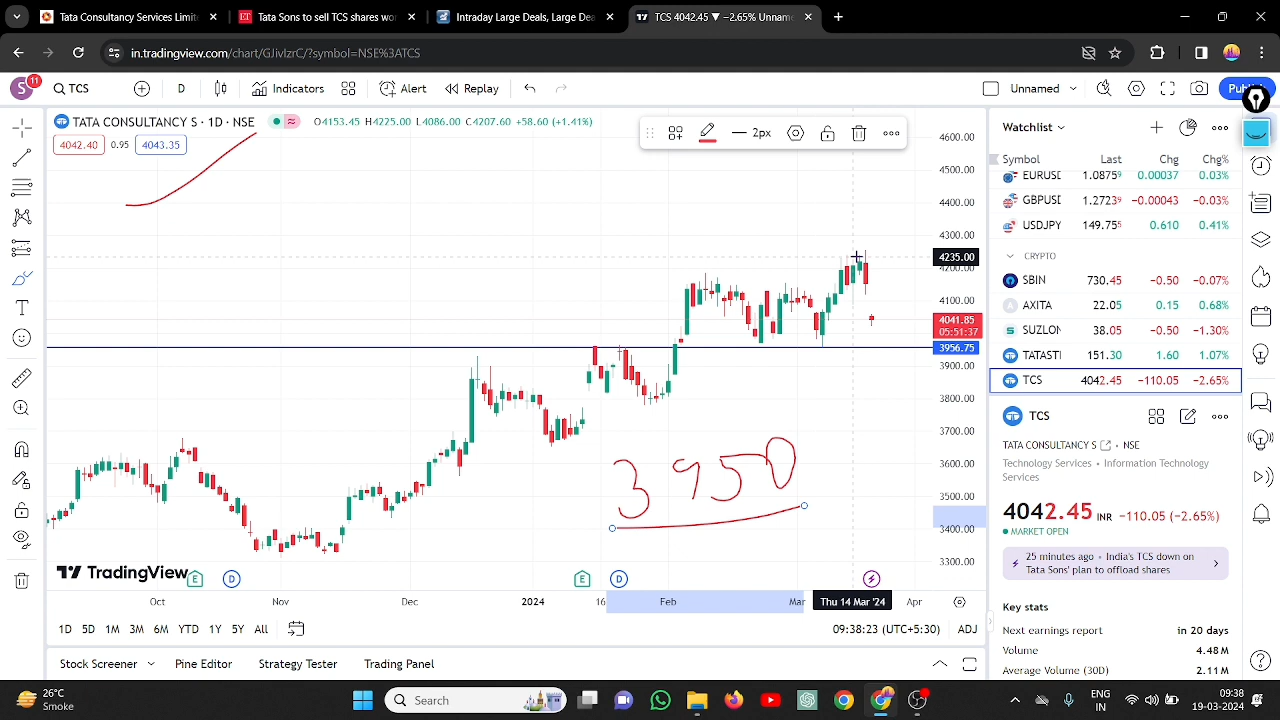 Tata Consultancy Services Limite
Tata Sons to sell TCS shares wo
Intraday Large Deals, Large Dea
TCS 4042.45 ▼ −2.65% Unname
in.tradingview.com/chart/GJivIzrC/?symbol=NSE%3ATCS
S 11
TCS
D
Indicators
Alert
Replay
Unnamed
Publ
TATA CONSULTANCY S · 1D · NSE
O4153.45 H4225.00 L4086.00 C4207.60 +58.60 (+1.41%)
4042.40 0.95 4043.35
2px
4600.00
4500.00
4400.00
4300.00
4235.00
4200.00
4100.00
4041.85
05:51:37
3956.75
3900.00
3800.00
3700.00
3600.00
3500.00
3400.00
3300.00
3950
TradingView
E D E D
Oct Nov Dec 2024 16 Feb Mar Thu 14 Mar '24 Apr
1D 5D 1M 3M 6M YTD 1Y 5Y All
09:38:23 (UTC+5:30) ADJ
Stock Screener Pine Editor Strategy Tester Trading Panel
Watchlist
Symbol Last Chg Chg%
EURUSD 1.08759 0.00037 0.03%
GBPUSD 1.27239 −0.00043 −0.03%
USDJPY 149.755 0.610 0.41%
CRYPTO
SBIN 730.45 −0.50 −0.07%
AXITA 22.05 0.15 0.68%
SUZLON 38.05 −0.50 −1.30%
TATASTI 151.30 1.60 1.07%
TCS 4042.45 −110.05 −2.65%
TCS
TATA CONSULTANCY S · NSE
Technology Services • Information Technology
Services
4042.45 INR −110.05 (−2.65%)
MARKET OPEN
25 minutes ago • India's TCS down on
Tata Sons' plan to offload shares
Key stats
Next earnings report in 20 days
Volume 4.48 M
Average Volume (30D) 2.11 M
26°C
Smoke
Search
ENG
IN
09:38
19-03-2024